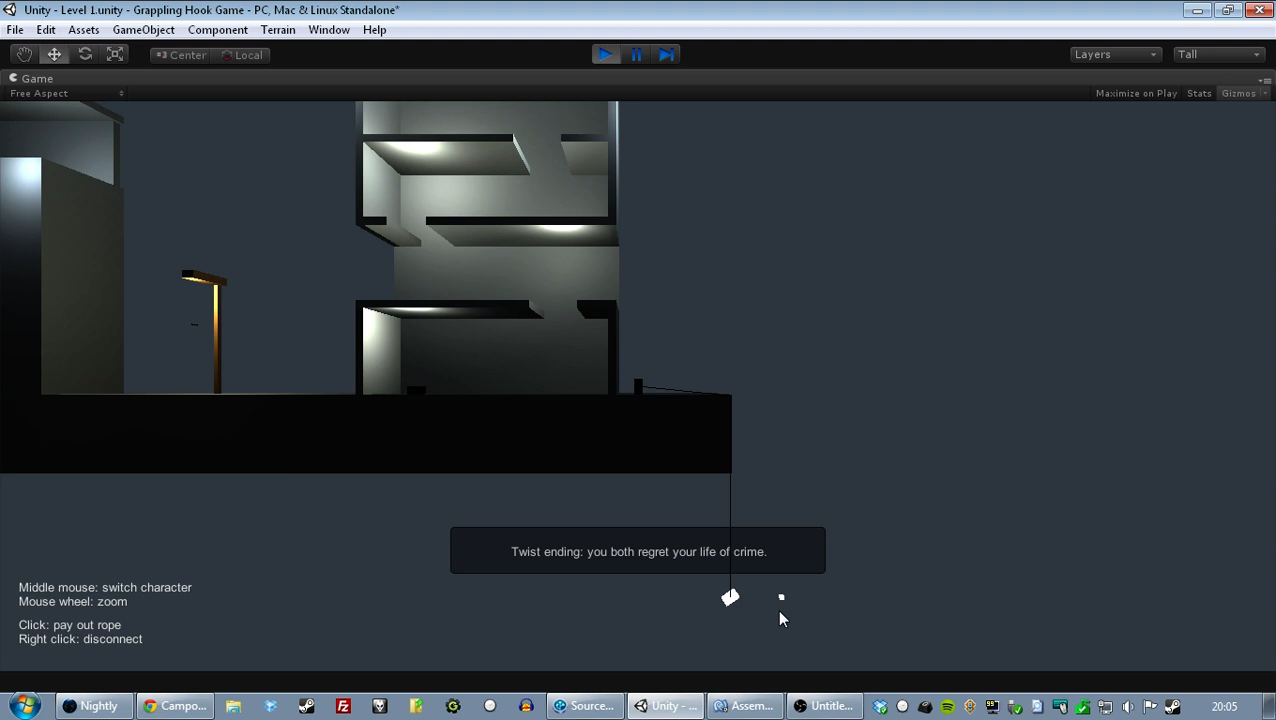 Unity - Level 1.unity - Grappling Hook Game - PC, Mac & Linux Standalone*
File Edit Assets GameObject Component Terrain Window Help
Center Local Layers Tall
Game
Free Aspect Maximize on Play Stats Gizmos
Twist ending: you both regret your life of crime.
Middle mouse: switch character
Mouse wheel: zoom
Click: pay out rope
Right click: disconnect
Nightly Campo... Source... Unity - ... Assem... Untitle... 20:05